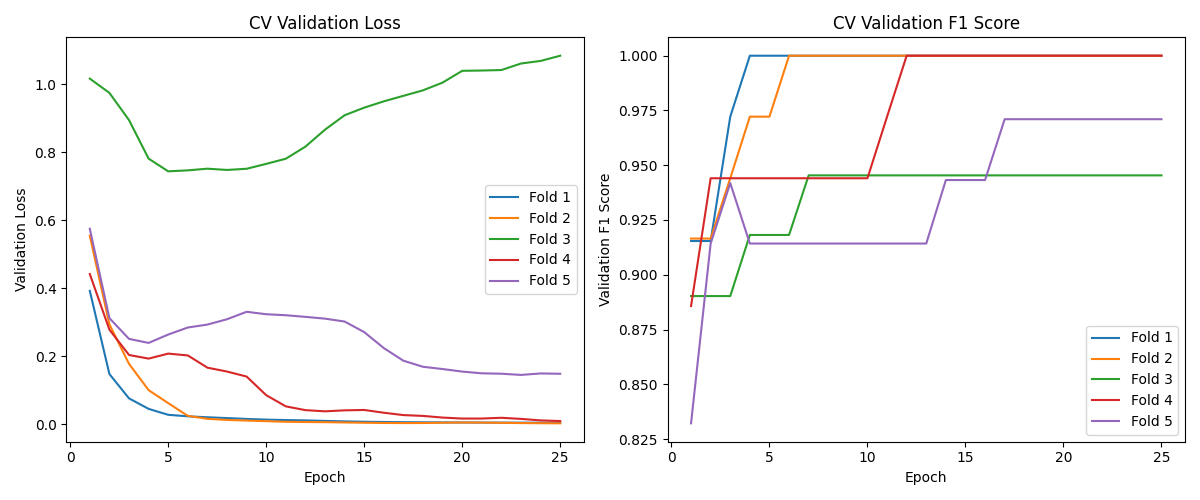 CV Validation Loss
Validation Loss
1.0
0.8
0.6
0.4
0.2
0.0
0
5
10
15
20
25
Epoch
Fold 1
Fold 2
Fold 3
Fold 4
Fold 5
CV Validation F1 Score
Validation F1 Score
1.000
0.975
0.950
0.925
0.900
0.875
0.850
0.825
0
5
10
15
20
25
Epoch
Fold 1
Fold 2
Fold 3
Fold 4
Fold 5